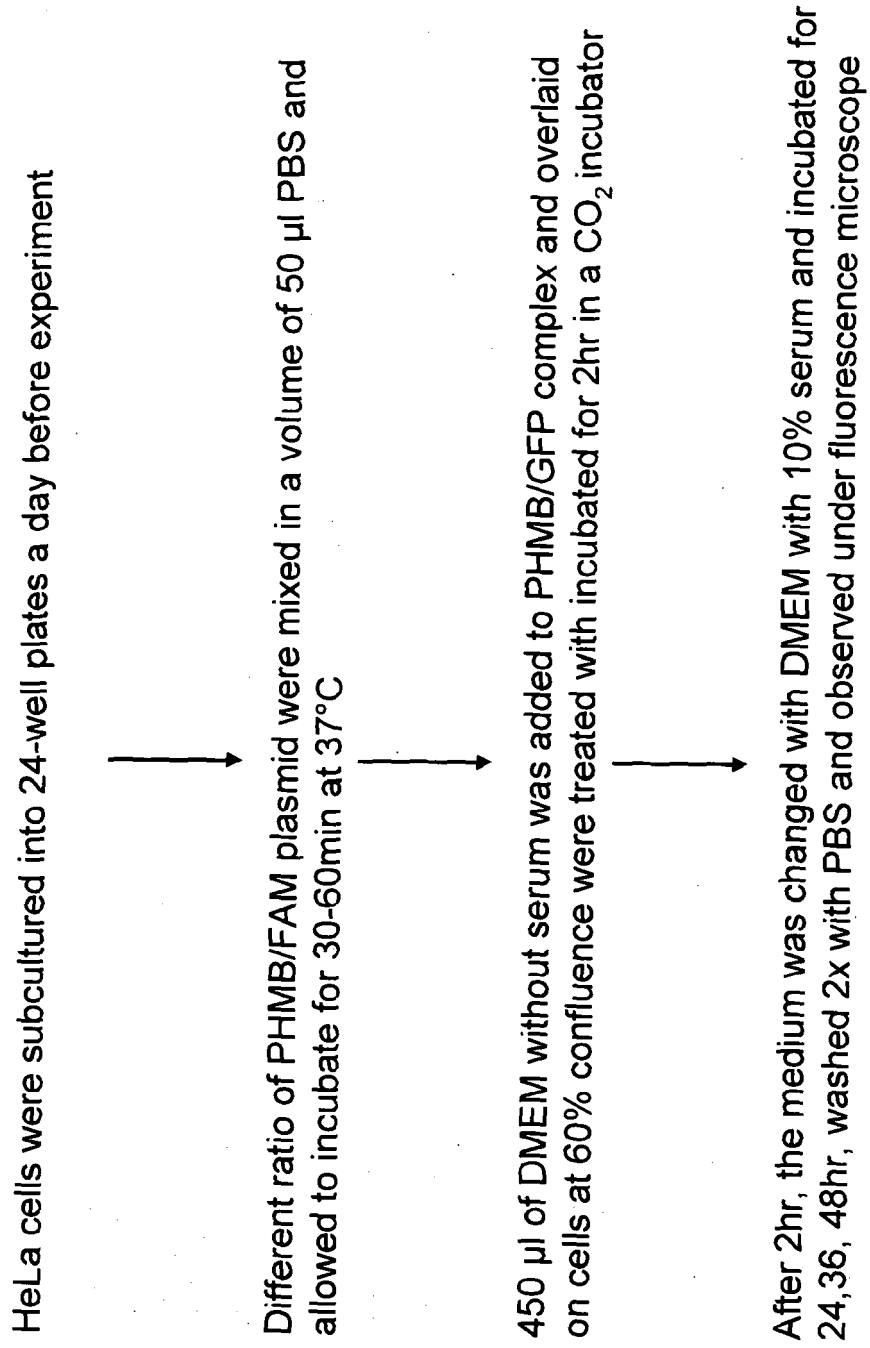 HeLa cells were subcultured into 24-well plates a day before experiment
Different ratio of PHMB/FAM plasmid were mixed in a volume of 50 µl PBS and
allowed to incubate for 30-60min at 37°C
450 µl of DMEM without serum was added to PHMB/GFP complex and overlaid
on cells at 60% confluence were treated with incubated for 2hr in a CO₂ incubator
After 2hr, the medium was changed with DMEM with 10% serum and incubated for
24,36, 48hr, washed 2x with PBS and observed under fluorescence microscope